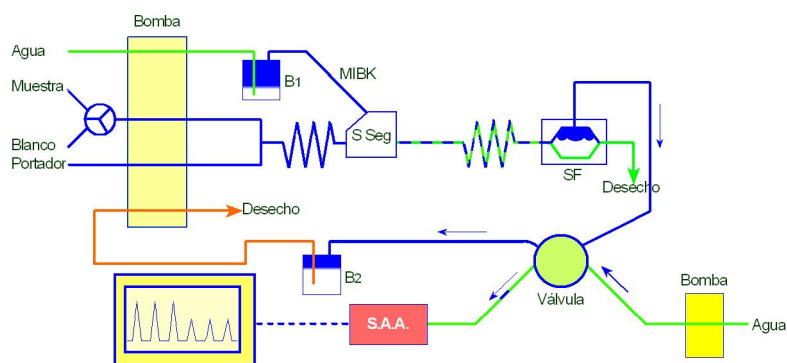 Bomba
Agua
B1
MIBK
Muestra
S Seg
Blanco
Portador
SF
Desecho
Desecho
B2
Válvula
Bomba
S.A.A.
Agua